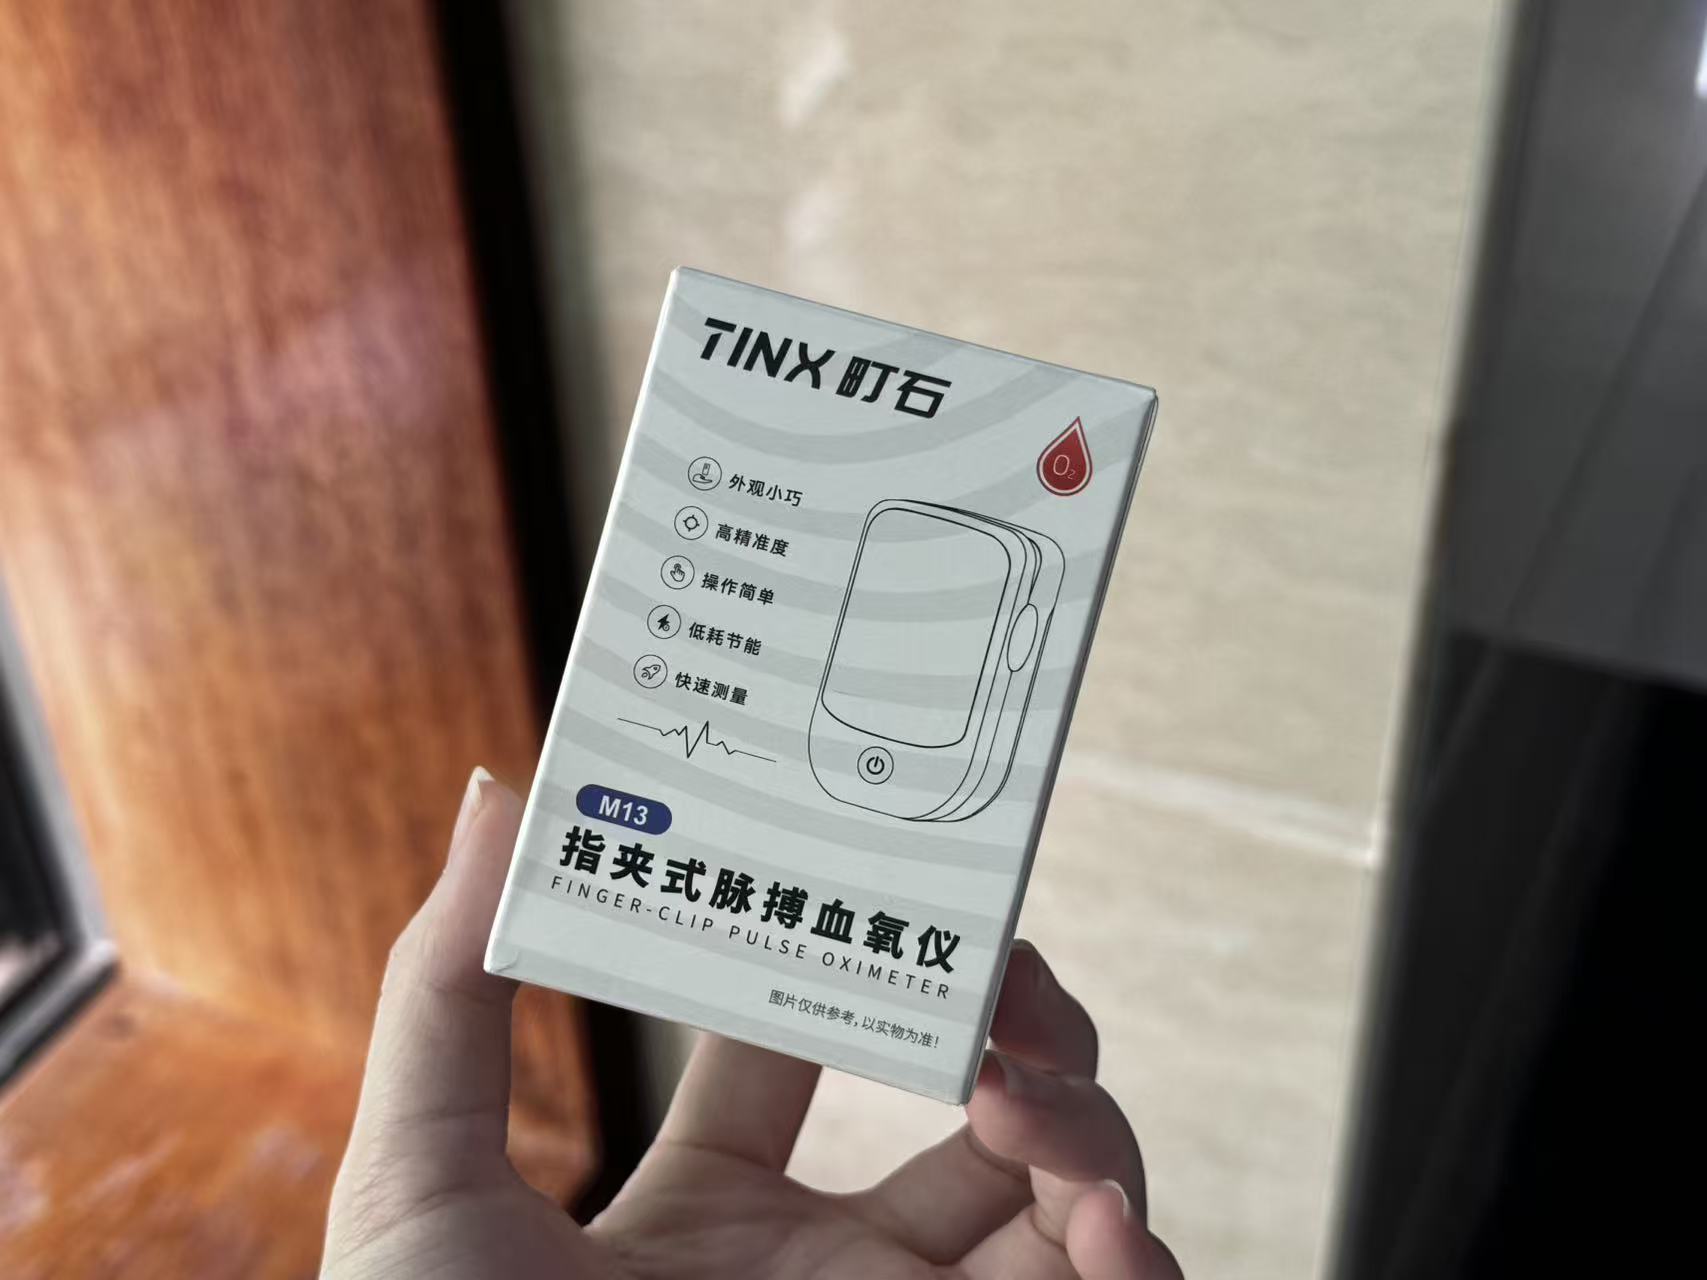 TINX 町石
O₂
外观小巧
高精准度
操作简单
低耗节能
快速测量
M13
指夹式脉搏血氧仪
FINGER-CLIP PULSE OXIMETER
图片仅供参考，以实物为准！